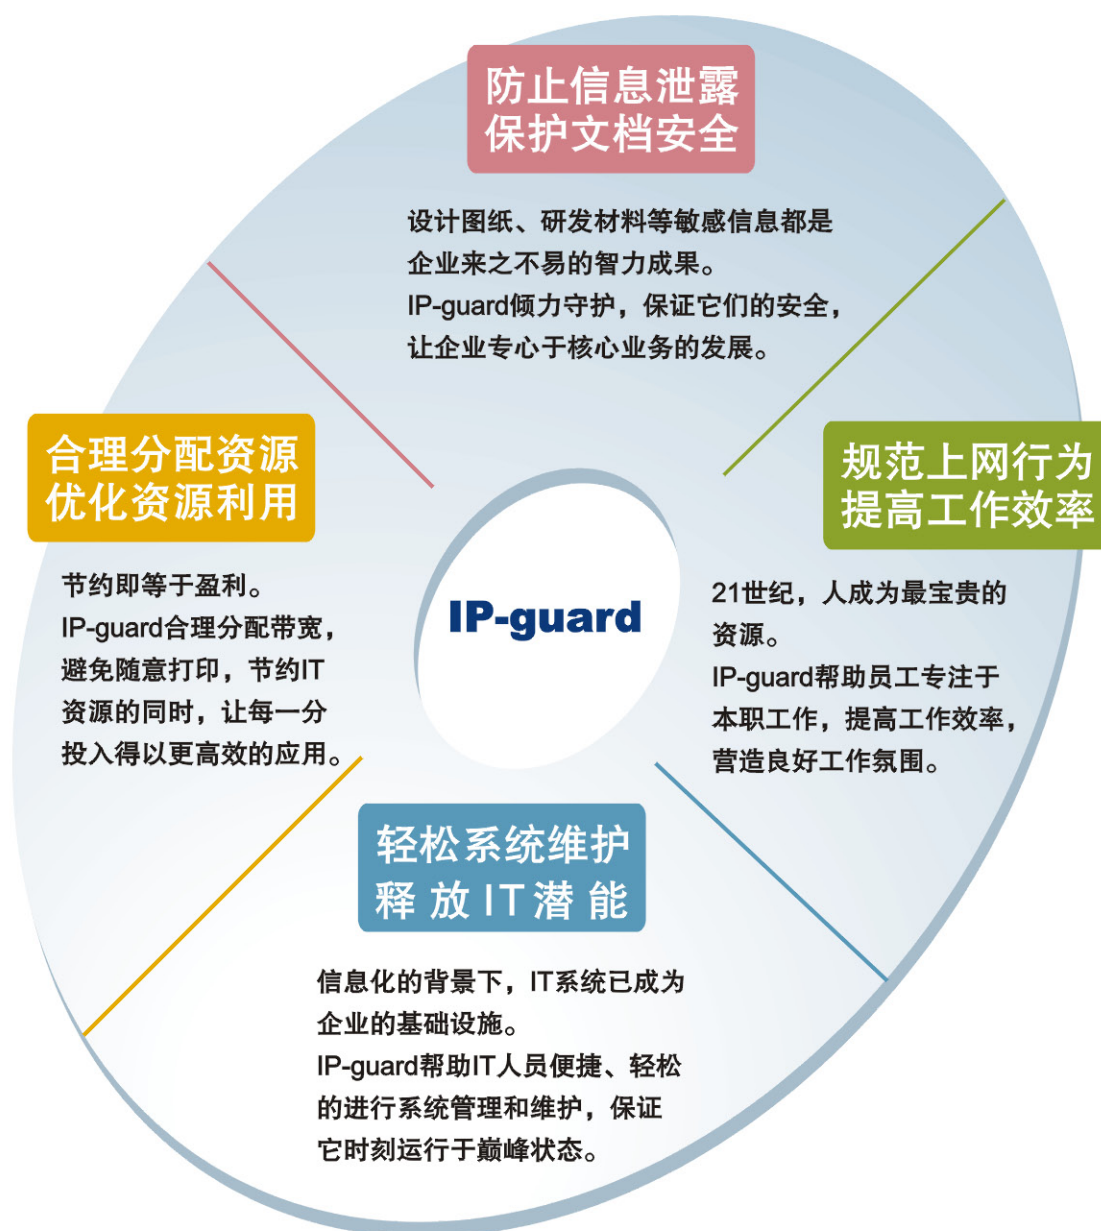 防止信息泄露
保护文档安全
设计图纸、研发材料等敏感信息都是
企业来之不易的智力成果。
IP-guard倾力守护，保证它们的安全，
让企业专心于核心业务的发展。
合理分配资源
优化资源利用
节约即等于盈利。
IP-guard合理分配带宽，
避免随意打印，节约IT
资源的同时，让每一分
投入得以更高效的应用。
IP-guard
规范上网行为
提高工作效率
21世纪，人成为最宝贵的
资源。
IP-guard帮助员工专注于
本职工作，提高工作效率，
营造良好工作氛围。
轻松系统维护
释放IT潜能
信息化的背景下，IT系统已成为
企业的基础设施。
IP-guard帮助IT人员便捷、轻松
的进行系统管理和维护，保证
它时刻运行于巅峰状态。